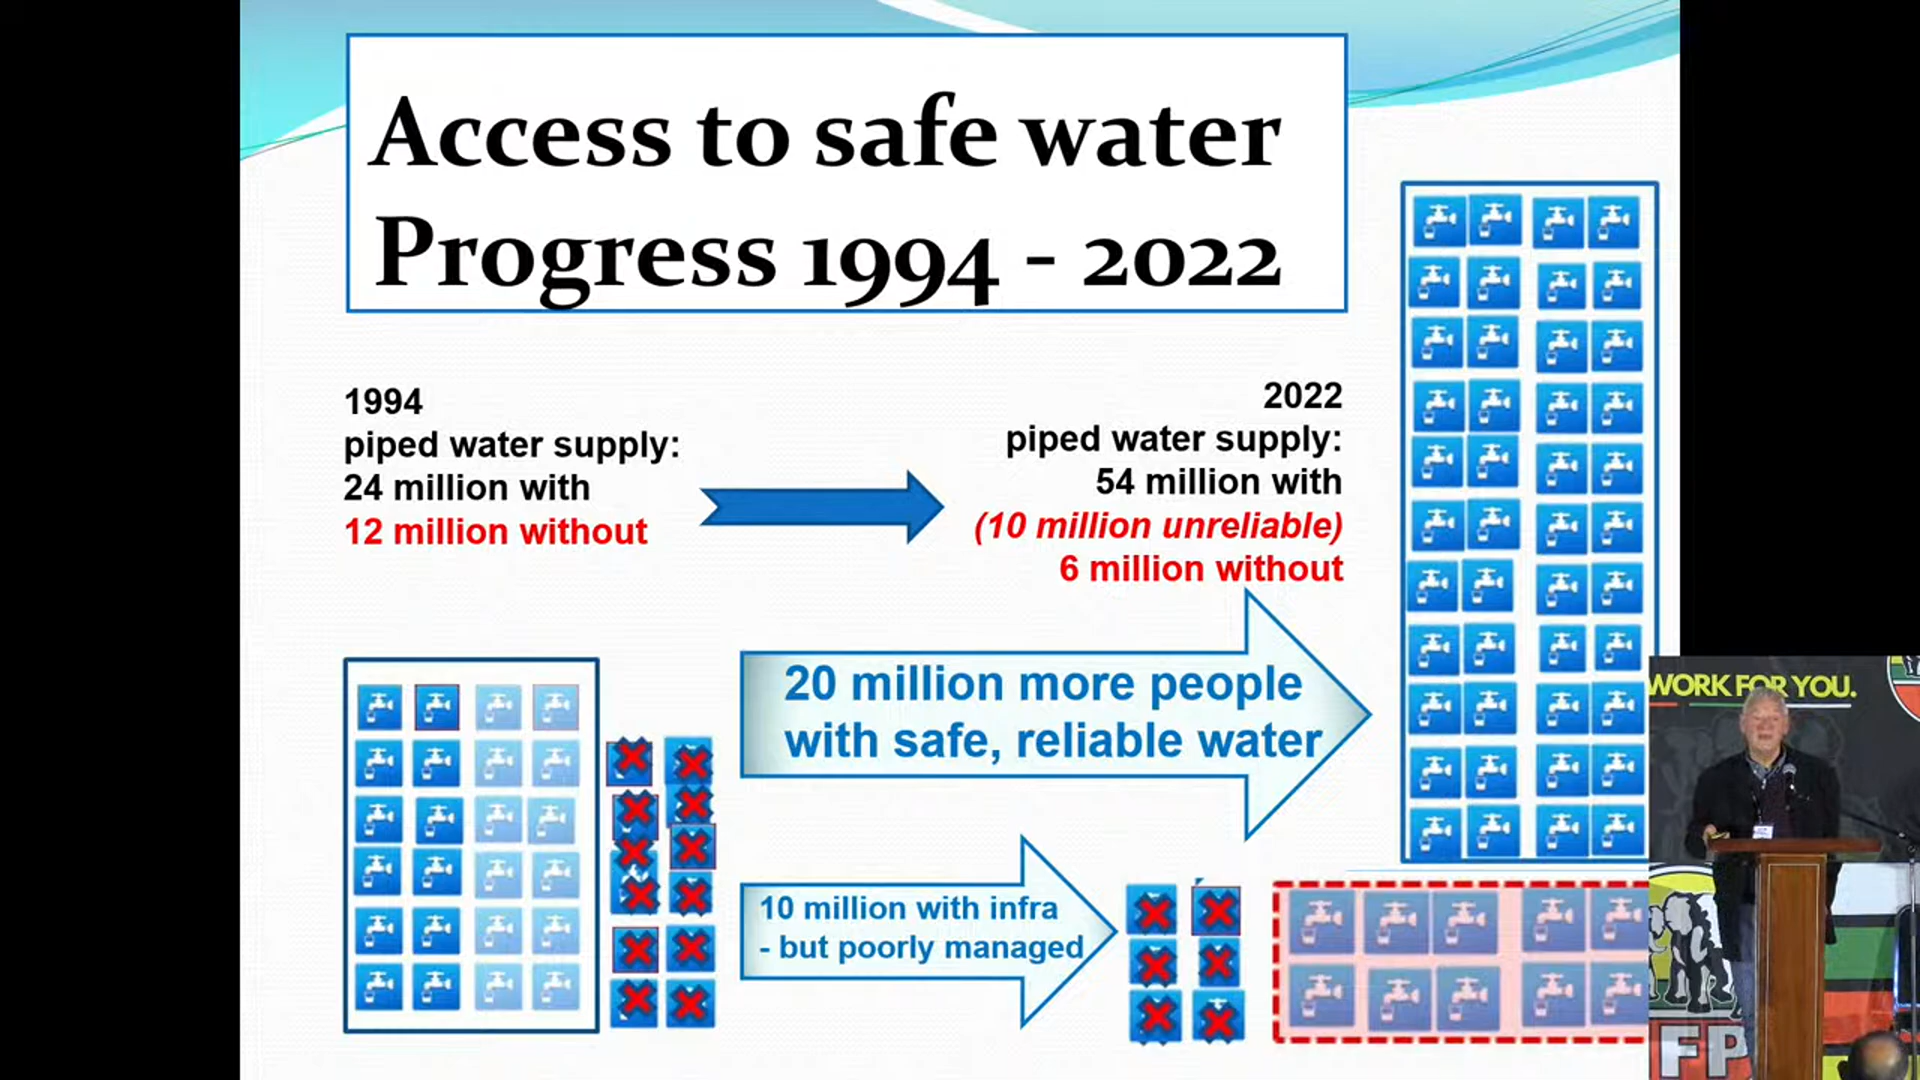 Access to safe water
Progress 1994 - 2022
1994
piped water supply:
24 million with
12 million without
2022
piped water supply:
54 million with
(10 million unreliable)
6 million without
20 million more people
with safe, reliable water
10 million with infra
- but poorly managed
WORK FOR YOU.
FP